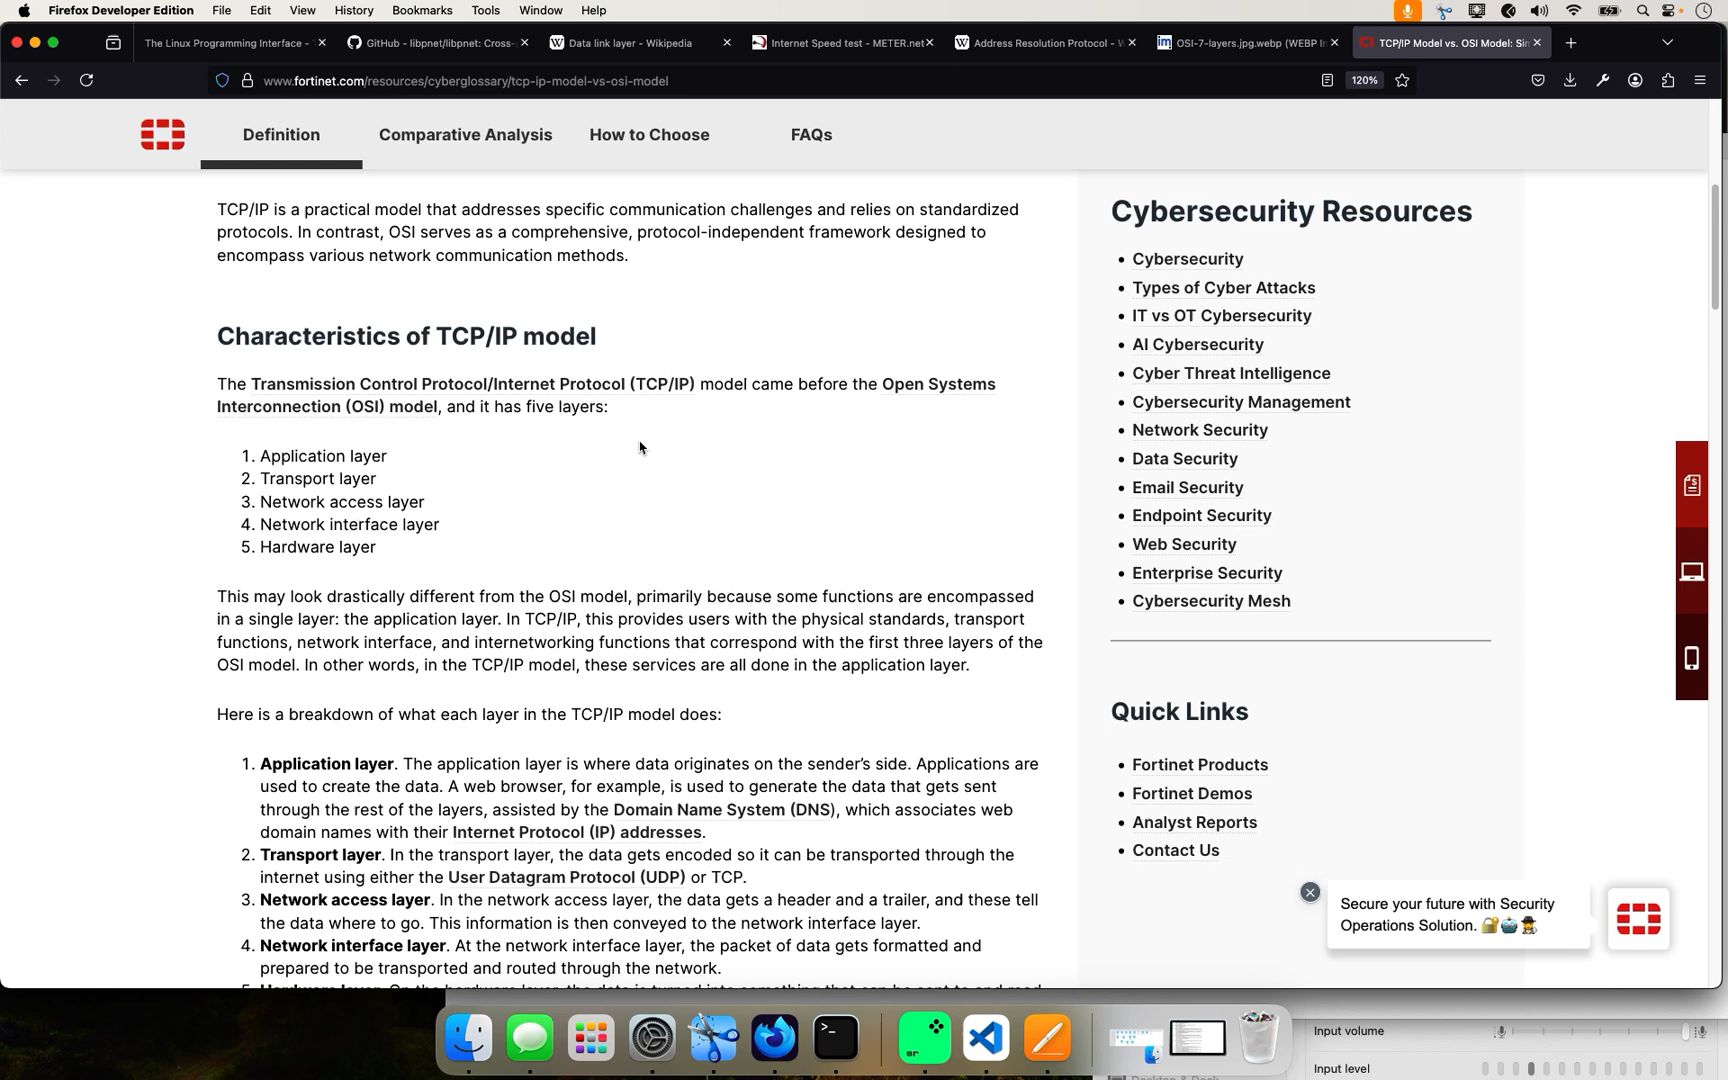 Firefox Developer Edition File Edit View History Bookmarks Tools Window Help
The Linux Programming Interface - GitHub - libpnet/libpnet: Cross- Data link layer - Wikipedia Internet Speed test - METER.net Address Resolution Protocol - OSI-7-layers.jpg.webp (WEBP TCP/IP Model vs. OSI Model:
www.fortinet.com/resources/cyberglossary/tcp-ip-model-vs-osi-model 120%
Definition Comparative Analysis How to Choose FAQs
TCP/IP is a practical model that addresses specific communication challenges and relies on standardized
protocols. In contrast, OSI serves as a comprehensive, protocol-independent framework designed to
encompass various network communication methods.
Characteristics of TCP/IP model
The Transmission Control Protocol/Internet Protocol (TCP/IP) model came before the Open Systems
Interconnection (OSI) model, and it has five layers:
1. Application layer
2. Transport layer
3. Network access layer
4. Network interface layer
5. Hardware layer
This may look drastically different from the OSI model, primarily because some functions are encompassed
in a single layer: the application layer. In TCP/IP, this provides users with the physical standards, transport
functions, network interface, and internetworking functions that correspond with the first three layers of the
OSI model. In other words, in the TCP/IP model, these services are all done in the application layer.
Here is a breakdown of what each layer in the TCP/IP model does:
1. Application layer. The application layer is where data originates on the sender’s side. Applications are
used to create the data. A web browser, for example, is used to generate the data that gets sent
through the rest of the layers, assisted by the Domain Name System (DNS), which associates web
domain names with their Internet Protocol (IP) addresses.
2. Transport layer. In the transport layer, the data gets encoded so it can be transported through the
internet using either the User Datagram Protocol (UDP) or TCP.
3. Network access layer. In the network access layer, the data gets a header and a trailer, and these tell
the data where to go. This information is then conveyed to the network interface layer.
4. Network interface layer. At the network interface layer, the packet of data gets formatted and
prepared to be transported and routed through the network.
Cybersecurity Resources
• Cybersecurity
• Types of Cyber Attacks
• IT vs OT Cybersecurity
• AI Cybersecurity
• Cyber Threat Intelligence
• Cybersecurity Management
• Network Security
• Data Security
• Email Security
• Endpoint Security
• Web Security
• Enterprise Security
• Cybersecurity Mesh
Quick Links
• Fortinet Products
• Fortinet Demos
• Analyst Reports
• Contact Us
Secure your future with Security
Operations Solution.
sr
Input volume
Input level